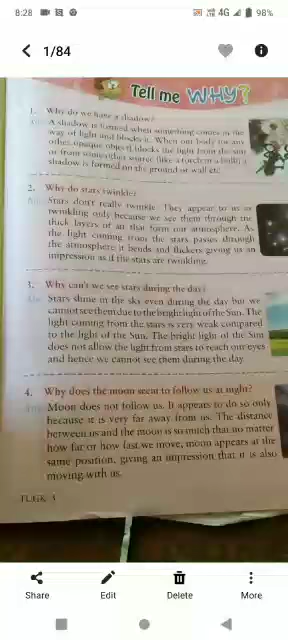 8:28
4G
98%
1/84
Tell me WHY?
1. Why do we have a shadow?
A shadow is formed when something comes in the
way of light and blocks it. When our body (or any
other opaque object) blocks the light from the sun
or from some other source (like a torch or a bulb) a
shadow is formed on the ground or wall etc.
2. Why do stars twinkle?
Stars don't really twinkle. They appear to us as
twinkling only because we see them through the
thick layers of air that form our atmosphere. As
the light coming from the stars passes through
the atmosphere it bends and flickers giving us an
impression as if the stars are twinkling.
3. Why can't we see stars during the day?
Stars shine in the sky even during the day but we
cannot see them due to the bright light of the Sun. The
light coming from the stars is very weak compared
to the light of the Sun. The bright light of the Sun
does not allow the light from stars to reach our eyes
and hence we cannot see them during the day.
4. Why does the moon seem to follow us at night?
Moon does not follow us. It appears to do so only
because it is very far away from us. The distance
between us and the moon is so much that no matter
how far or how fast we move, moon appears at the
same position, giving an impression that it is also
moving with us.
Share
Edit
Delete
More